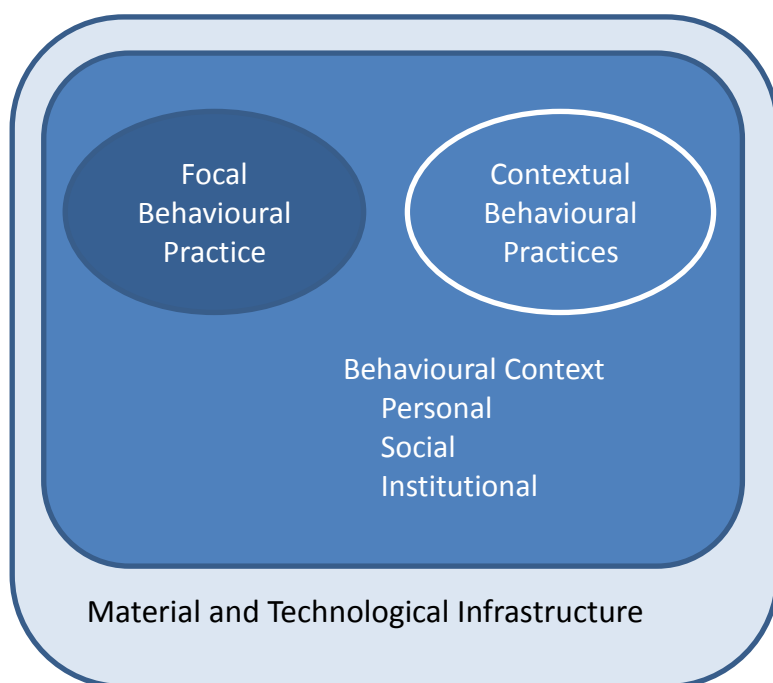 Focal
Behavioural
Practice
Contextual
Behavioural
Practices
Behavioural Context
Personal
Social
Institutional
Material and Technological Infrastructure